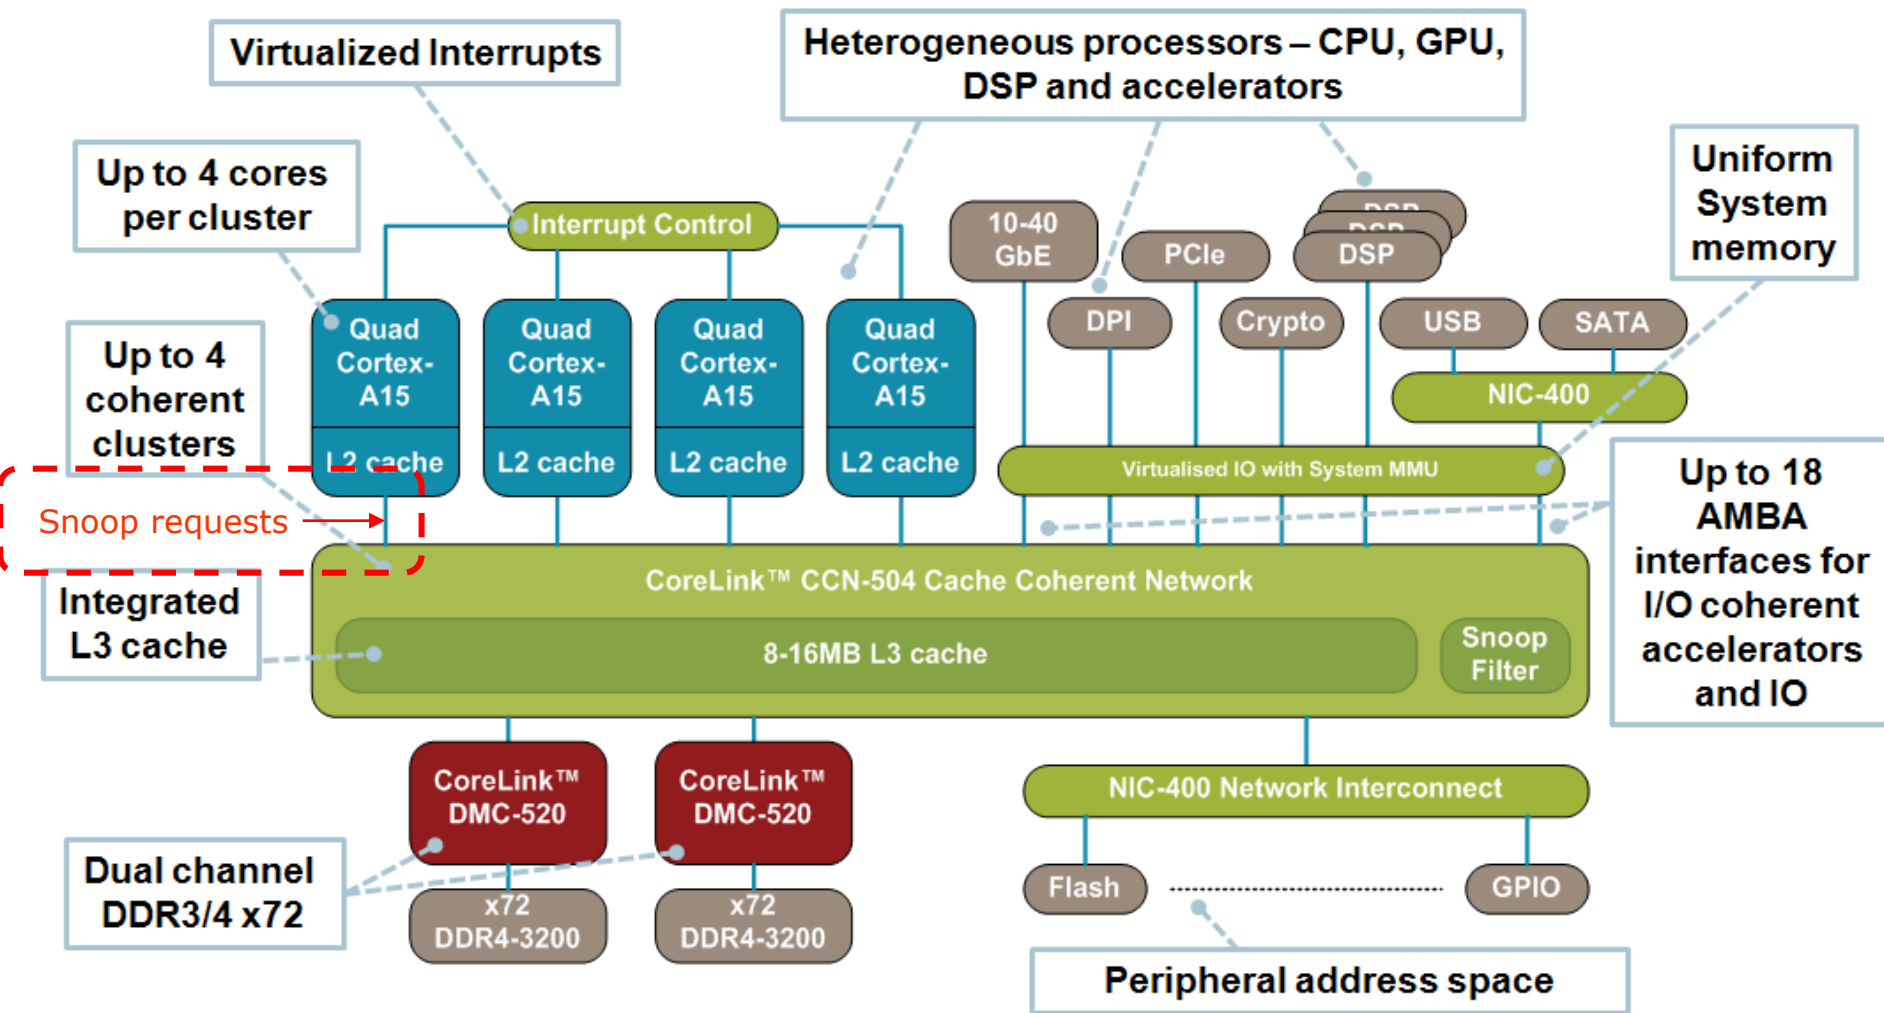 Virtualized Interrupts
Heterogeneous processors – CPU, GPU,
DSP and accelerators
Up to 4 cores
per cluster
Uniform
System
memory
Interrupt Control
10-40
GbE
PCIe
DSP
DSP
DSP
DPI
Crypto
USB
SATA
Quad
Cortex-
A15
L2 cache
Quad
Cortex-
A15
L2 cache
Quad
Cortex-
A15
L2 cache
Quad
Cortex-
A15
L2 cache
Up to 4
coherent
clusters
NIC-400
Virtualised IO with System MMU
Snoop requests
Up to 18
AMBA
interfaces for
I/O coherent
accelerators
and IO
CoreLink™ CCN-504 Cache Coherent Network
Integrated
L3 cache
8-16MB L3 cache
Snoop
Filter
CoreLink™
DMC-520
CoreLink™
DMC-520
NIC-400 Network Interconnect
Dual channel
DDR3/4 x72
x72
DDR4-3200
x72
DDR4-3200
Flash
GPIO
Peripheral address space